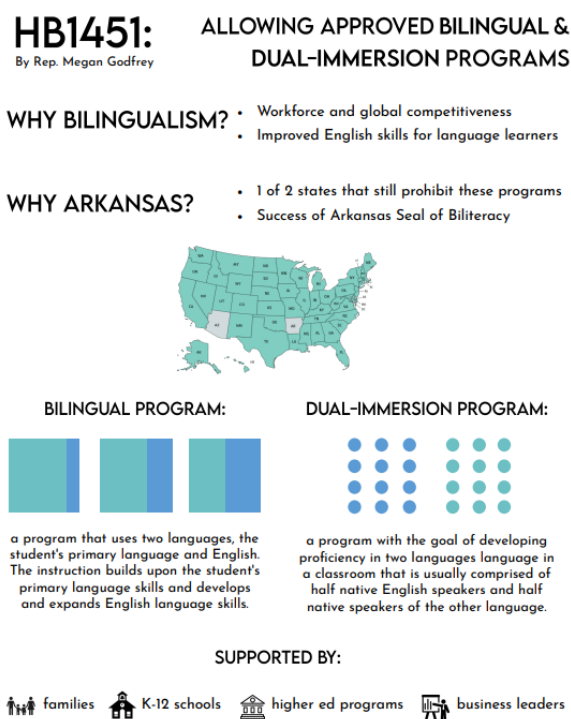 HB1451:
By Rep. Megan Godfrey
ALLOWING APPROVED BILINGUAL &
DUAL-IMMERSION PROGRAMS
WHY BILINGUALISM?
• Workforce and global competitiveness
• Improved English skills for language learners
WHY ARKANSAS?
• 1 of 2 states that still prohibit these programs
• Success of Arkansas Seal of Biliteracy
BILINGUAL PROGRAM:
a program that uses two languages, the
student's primary language and English.
The instruction builds upon the student's
primary language skills and develops
and expands English language skills.
DUAL-IMMERSION PROGRAM:
a program with the goal of developing
proficiency in two languages language in
a classroom that is usually comprised of
half native English speakers and half
native speakers of the other language.
SUPPORTED BY:
families
K-12 schools
higher ed programs
business leaders